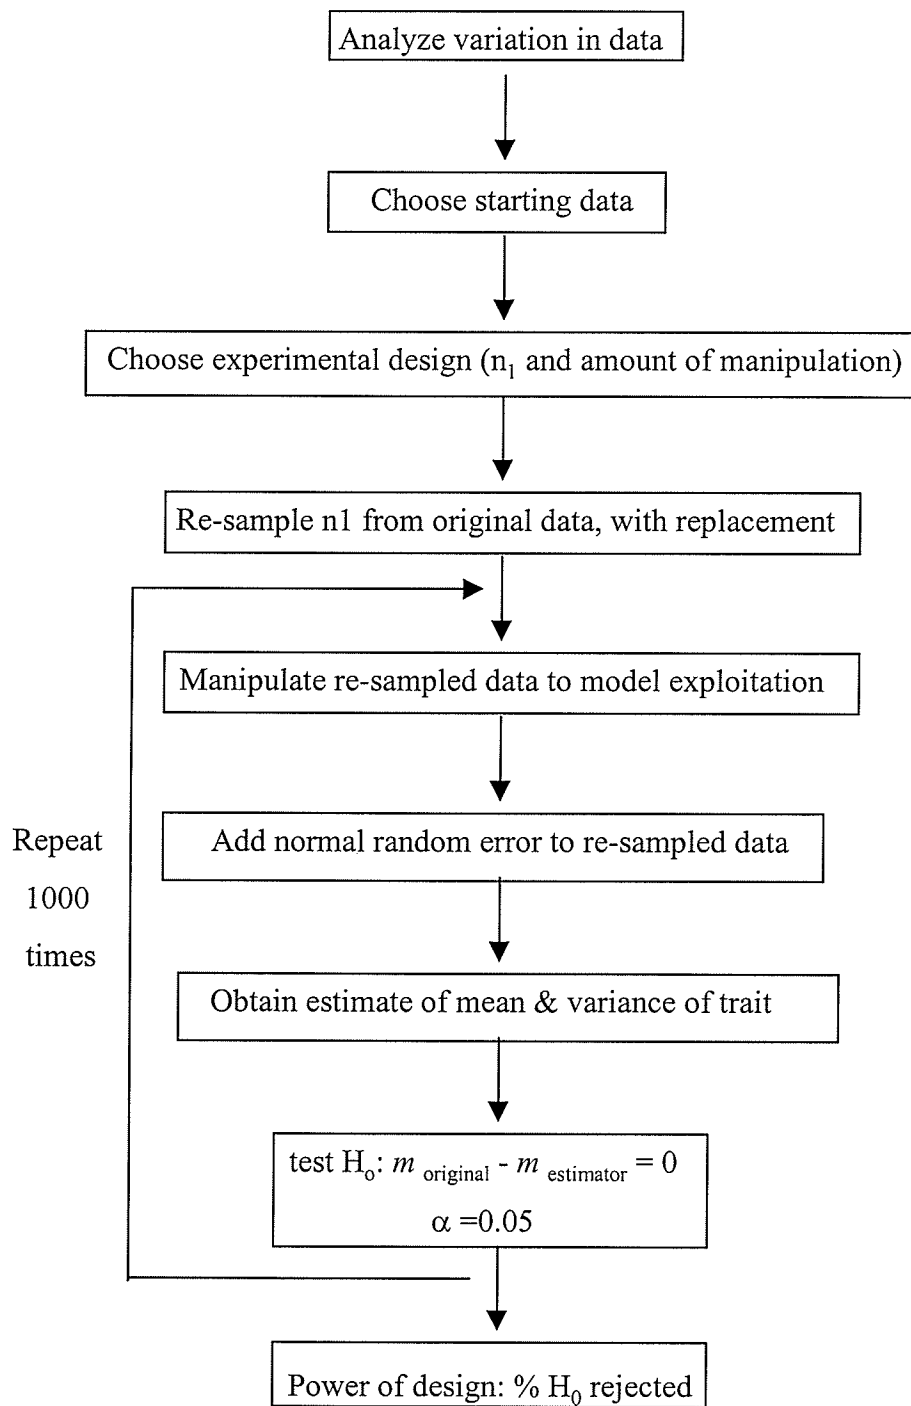 Analyze variation in data
Choose starting data
Choose experimental design (n₁ and amount of manipulation)
Re-sample n1 from original data, with replacement
Manipulate re-sampled data to model exploitation
Add normal random error to re-sampled data
Repeat
1000
times
Obtain estimate of mean & variance of trait
test Hₒ: m original - m estimator = 0
α =0.05
Power of design: % H₀ rejected